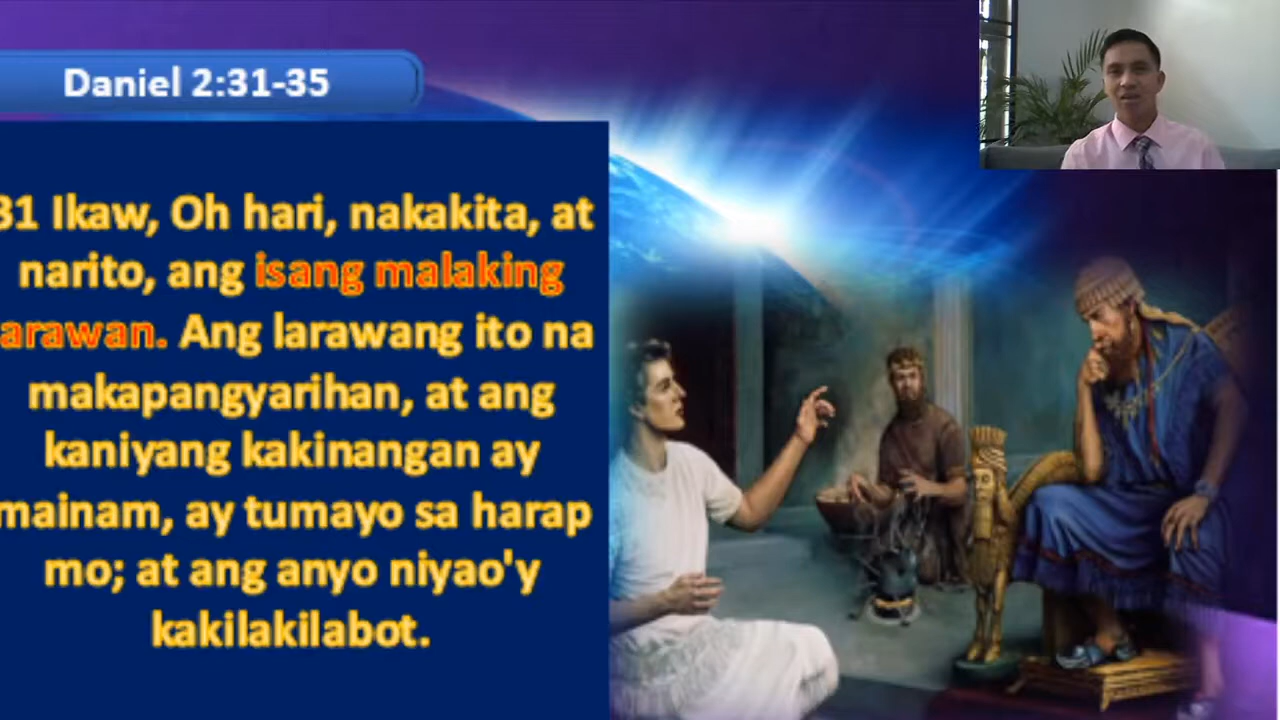 Daniel 2:31-35
31 Ikaw, Oh hari, nakakita, at
narito, ang isang malaking
larawan. Ang larawang ito na
makapangyarihan, at ang
kaniyang kakinangan ay
mainam, ay tumayo sa harap
mo; at ang anyo niyao'y
kakilakilabot.